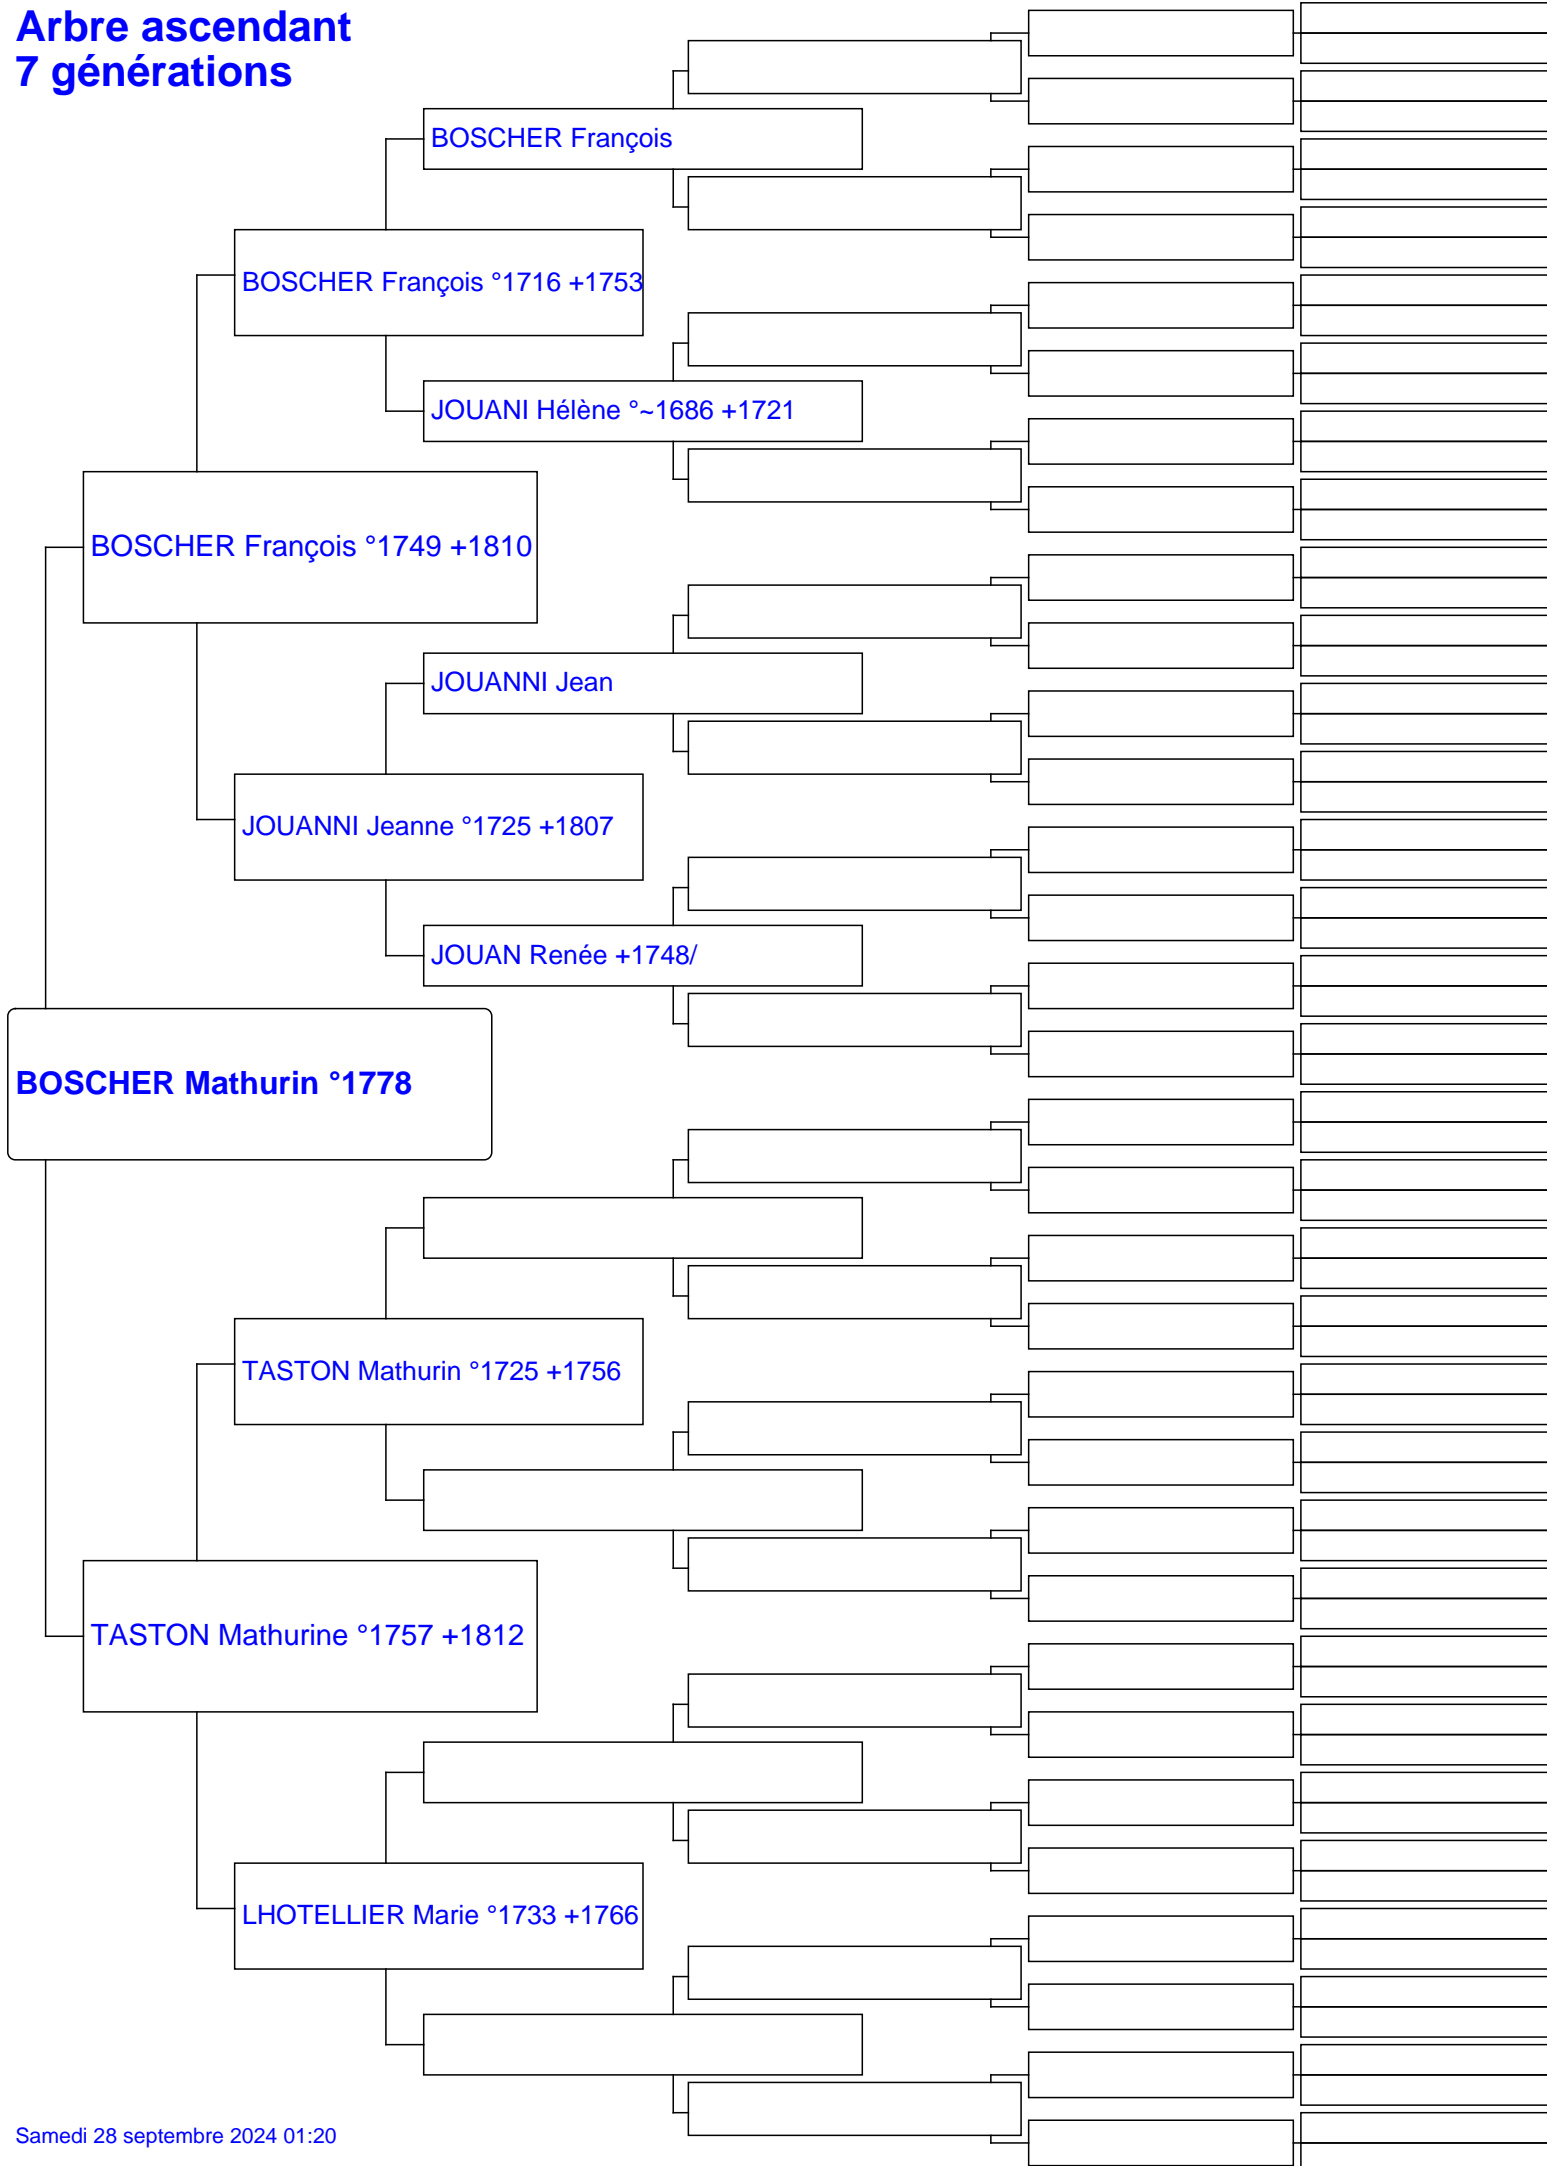 Arbre ascendant
7 générations
BOSCHER François
BOSCHER François °1716 +1753
JOUANI Hélène °~1686 +1721
BOSCHER François °1749 +1810
JOUANNI Jean
JOUANNI Jeanne °1725 +1807
JOUAN Renée +1748/
BOSCHER Mathurin °1778
TASTON Mathurin °1725 +1756
TASTON Mathurine °1757 +1812
LHOTELLIER Marie °1733 +1766
Samedi 28 septembre 2024 01:20